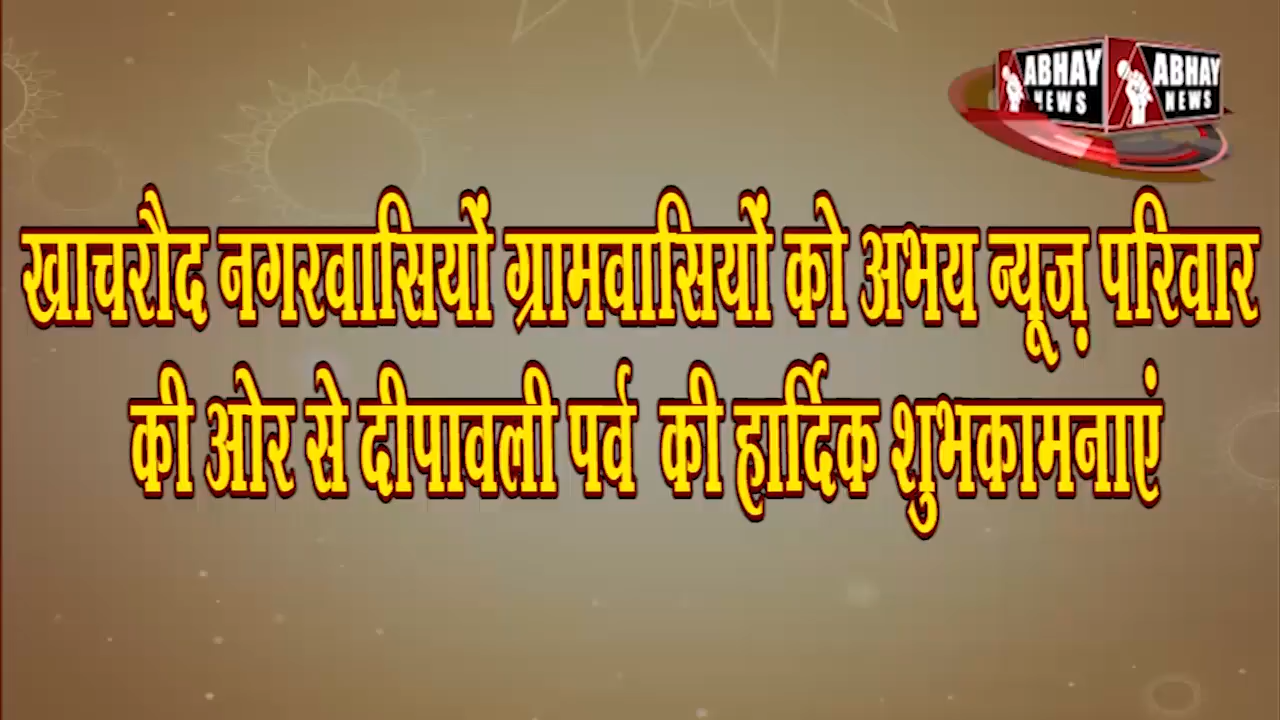 ABHAY NEWS ABHAY NEWS
खाचरौद नगरवासियों ग्रामवासियों को अभय न्यूज़ परिवार
की ओर से दीपावली पर्व की हार्दिक शुभकामनाएं